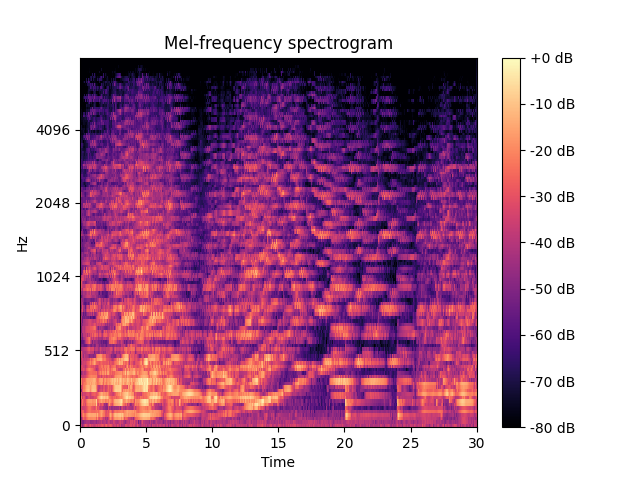 Mel-frequency spectrogram
+0 dB
-10 dB
-20 dB
-30 dB
-40 dB
-50 dB
-60 dB
-70 dB
-80 dB
Hz
4096
2048
1024
512
0
0 5 10 15 20 25 30
Time